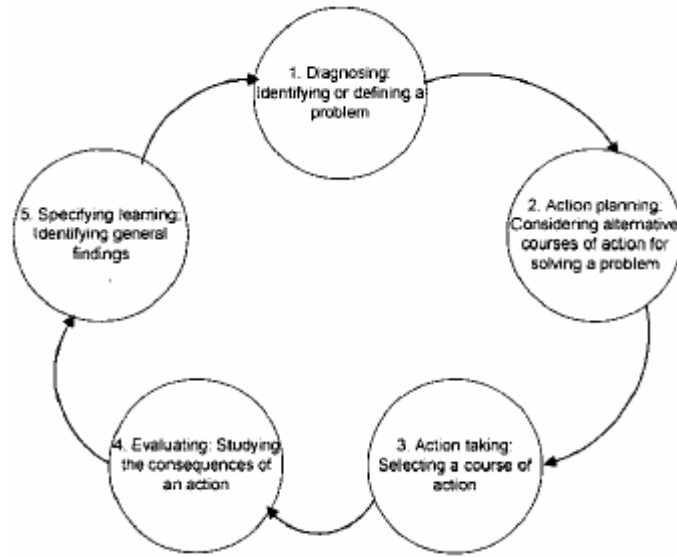 1. Diagnosing:
Identifying or defining a
problem
2. Action planning:
Considering alternative
courses of action for
solving a problem
3. Action taking:
Selecting a course of
action
4. Evaluating: Studying
the consequences of
an action
5. Specifying learning:
Identifying general
findings